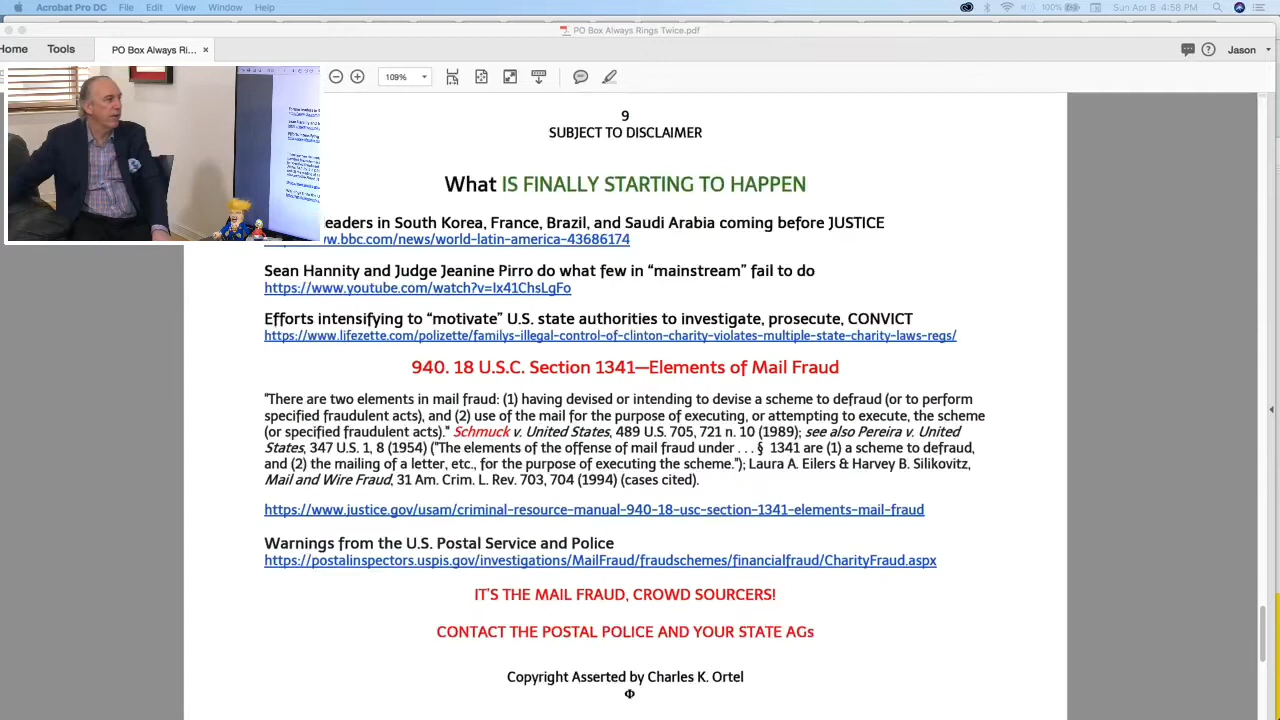 Acrobat Pro DC File Edit View Window Help 100% Sun Apr 8 4:58 PM
PO Box Always Rings Twice.pdf
Home Tools PO Box Always Ri... × Jason
109%
9
SUBJECT TO DISCLAIMER
What IS FINALLY STARTING TO HAPPEN
eaders in South Korea, France, Brazil, and Saudi Arabia coming before JUSTICE
w.bbc.com/news/world-latin-america-43686174
Sean Hannity and Judge Jeanine Pirro do what few in “mainstream” fail to do
https://www.youtube.com/watch?v=Ix41ChsLgFo
Efforts intensifying to “motivate” U.S. state authorities to investigate, prosecute, CONVICT
https://www.lifezette.com/polizette/familys-illegal-control-of-clinton-charity-violates-multiple-state-charity-laws-regs/
940. 18 U.S.C. Section 1341—Elements of Mail Fraud
"There are two elements in mail fraud: (1) having devised or intending to devise a scheme to defraud (or to perform
specified fraudulent acts), and (2) use of the mail for the purpose of executing, or attempting to execute, the scheme
(or specified fraudulent acts)." Schmuck v. United States, 489 U.S. 705, 721 n. 10 (1989); see also Pereira v. United
States, 347 U.S. 1, 8 (1954) ("The elements of the offense of mail fraud under . . . § 1341 are (1) a scheme to defraud,
and (2) the mailing of a letter, etc., for the purpose of executing the scheme."); Laura A. Eilers & Harvey B. Silikovitz,
Mail and Wire Fraud, 31 Am. Crim. L. Rev. 703, 704 (1994) (cases cited).
https://www.justice.gov/usam/criminal-resource-manual-940-18-usc-section-1341-elements-mail-fraud
Warnings from the U.S. Postal Service and Police
https://postalinspectors.uspis.gov/investigations/MailFraud/fraudschemes/financialfraud/CharityFraud.aspx
IT’S THE MAIL FRAUD, CROWD SOURCERS!
CONTACT THE POSTAL POLICE AND YOUR STATE AGs
Copyright Asserted by Charles K. Ortel
Φ